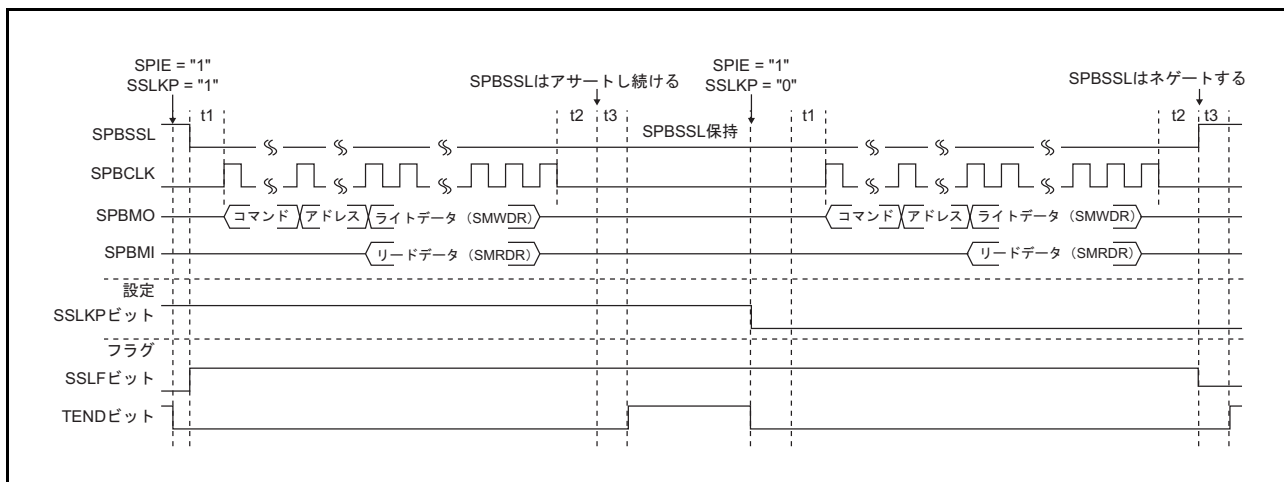 SPIE = "1"
SSLKP = "1"
SPBSSLはアサートし続ける
SPIE = "1"
SSLKP = "0"
SPBSSLはネゲートする
t1
t2
t3
t1
t2
t3
SPBSSL
SPBSSL保持
SPBCLK
SPBMO
コマンド
アドレス
ライトデータ（SMWDR）
コマンド
アドレス
ライトデータ（SMWDR）
SPBMI
リードデータ（SMRDR）
リードデータ（SMRDR）
設定
SSLKPビット
フラグ
SSLFビット
TENDビット